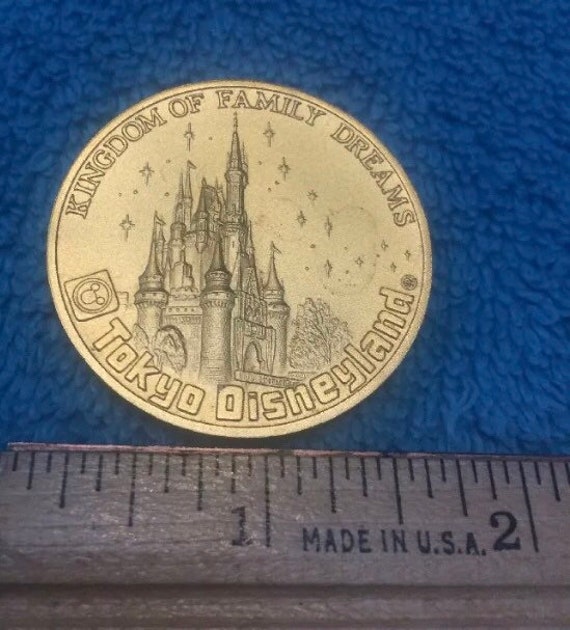 KINGDOM OF FAMILY DREAMS
Tokyo Disneyland®
1 MADE IN U.S.A. 2